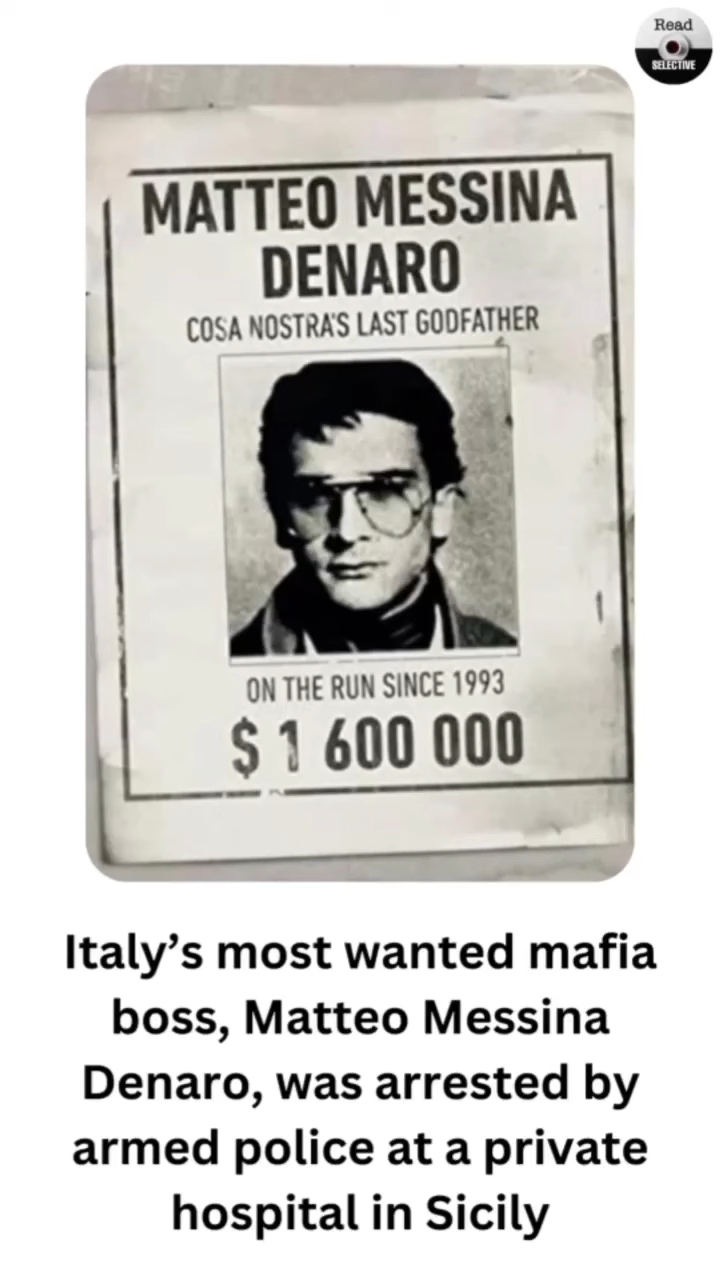 Read
SELECTIVE
MATTEO MESSINA
DENARO
COSA NOSTRA'S LAST GODFATHER
ON THE RUN SINCE 1993
$ 1 600 000
Italy’s most wanted mafia
boss, Matteo Messina
Denaro, was arrested by
armed police at a private
hospital in Sicily